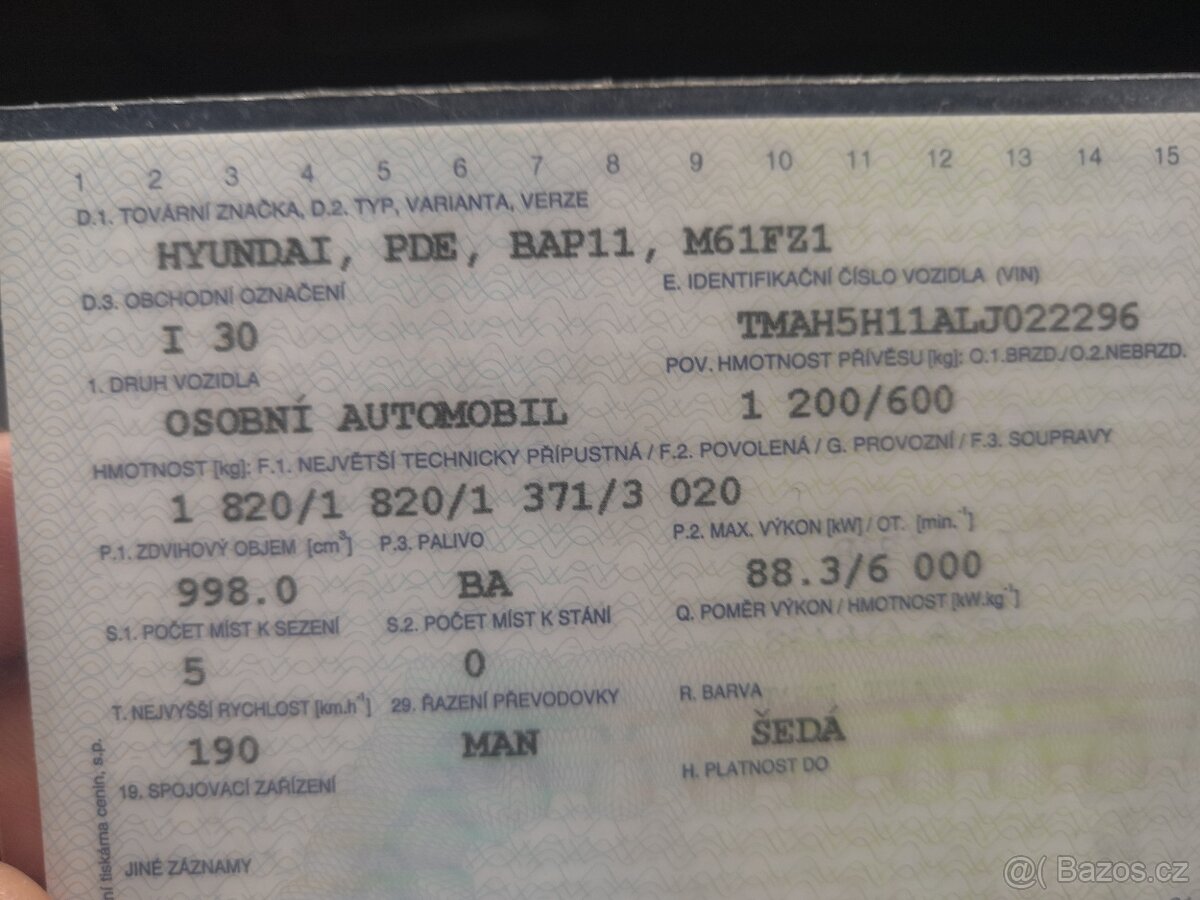 1 2 3 4 5 6 7 8 9 10 11 12 13 14 15
D.1. TOVÁRNÍ ZNAČKA, D.2. TYP, VARIANTA, VERZE
HYUNDAI, PDE, BAP11, M61FZ1
D.3. OBCHODNÍ OZNAČENÍ E. IDENTIFIKAČNÍ ČÍSLO VOZIDLA (VIN)
I 30 TMAH5H11ALJ022296
1. DRUH VOZIDLA POV. HMOTNOST PŘÍVĚSU [kg]: O.1.BRZD./O.2.NEBRZD.
OSOBNÍ AUTOMOBIL 1 200/600
HMOTNOST [kg]: F.1. NEJVĚTŠÍ TECHNICKY PŘÍPUSTNÁ / F.2. POVOLENÁ / G. PROVOZNÍ / F.3. SOUPRAVY
1 820/1 820/1 371/3 020
P.1. ZDVIHOVÝ OBJEM [cm³] P.3. PALIVO P.2. MAX. VÝKON [kW] / OT. [min.⁻¹]
998.0 BA 88.3/6 000
S.1. POČET MÍST K SEZENÍ S.2. POČET MÍST K STÁNÍ Q. POMĚR VÝKON / HMOTNOST [kW.kg⁻¹]
5 0
T. NEJVYŠŠÍ RYCHLOST [km.h⁻¹] 29. ŘAZENÍ PŘEVODOVKY R. BARVA
190 MAN ŠEDÁ
19. SPOJOVACÍ ZAŘÍZENÍ H. PLATNOST DO
JINÉ ZÁZNAMY
ní tiskárna cenin, s.p.
@( Bazos.cz